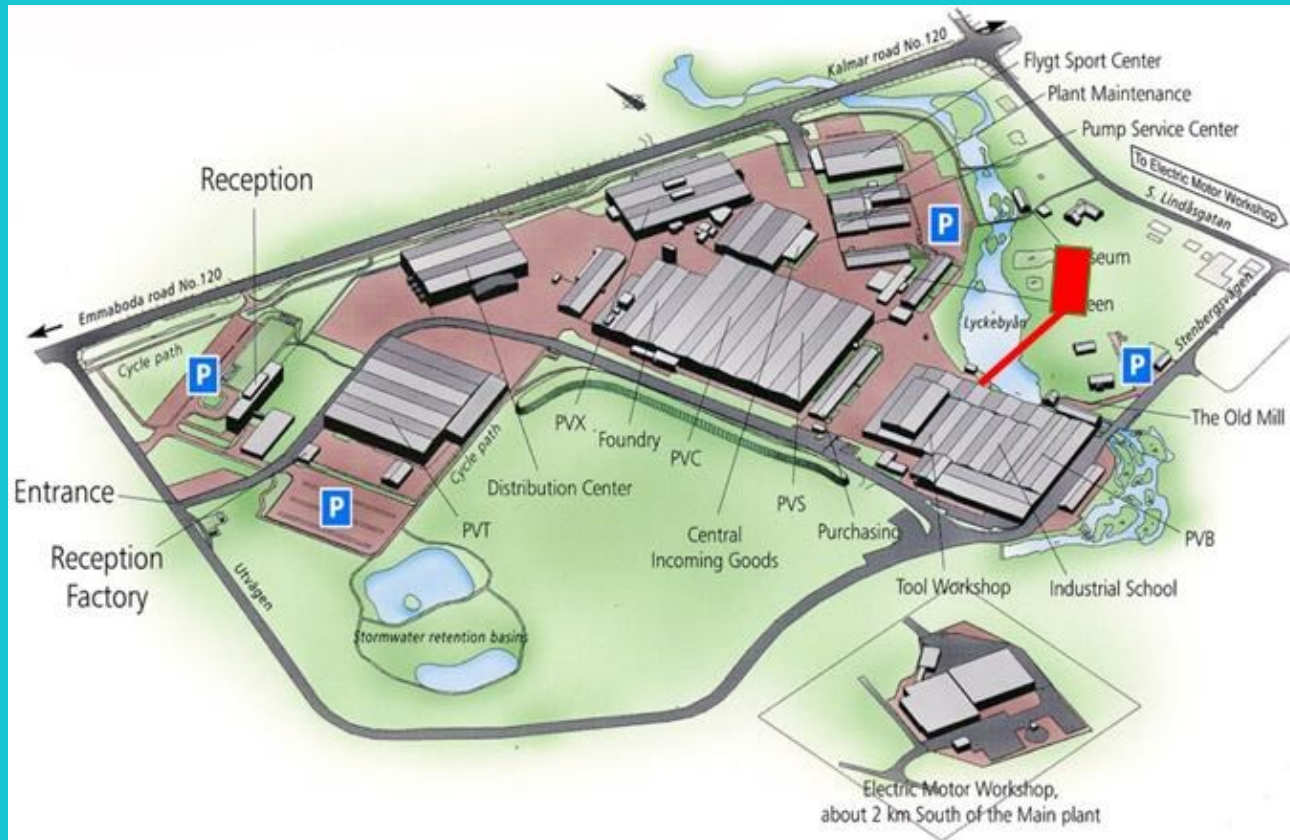 Kalmar road No.120
Flygt Sport Center
Plant Maintenance
Pump Service Center
To Electric Motor Workshop
S. Lindåsgatan
Reception
P
Emmaboda road No.120
Cycle path
P
Lyckebyån
Stenbergsvägen
P
The Old Mill
PVX
Foundry
PVC
Cycle path
Distribution Center
PVS
Entrance
P
PVT
Central
Incoming Goods
Purchasing
PVB
Reception
Factory
Utvägen
Tool Workshop
Industrial School
Stormwater retention basins
Electric Motor Workshop,
about 2 km South of the Main plant